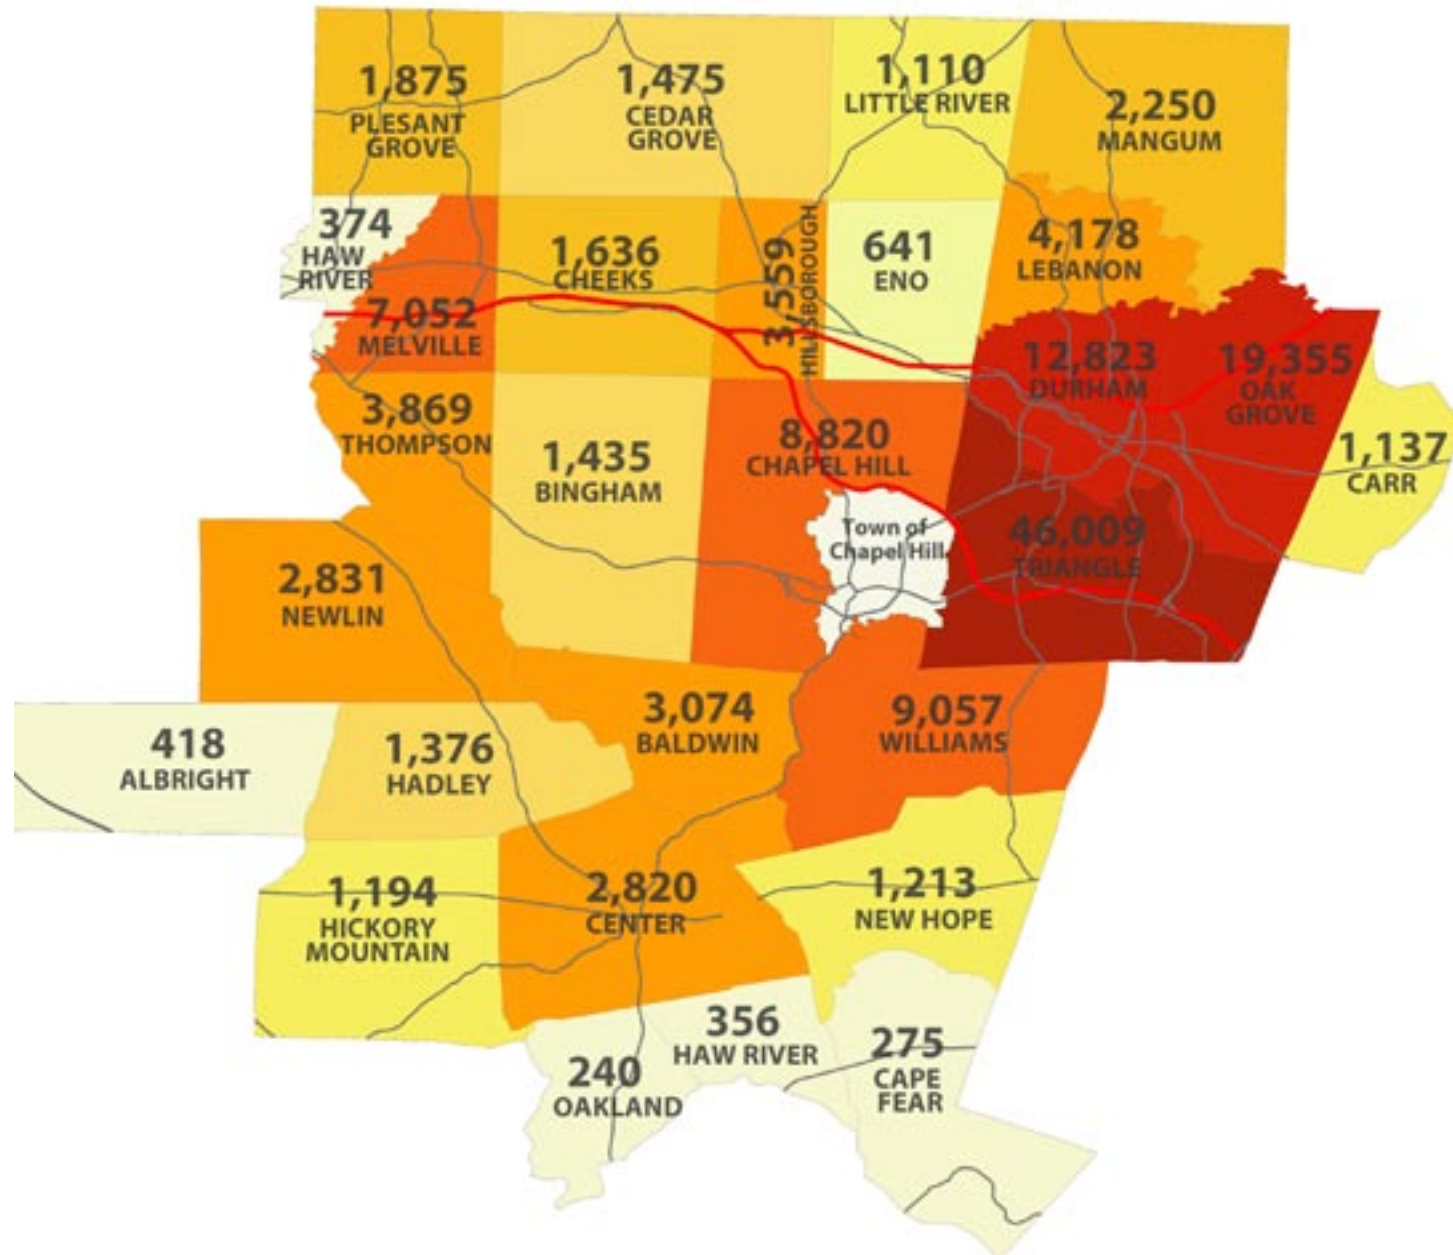 1,875
PLESANT
GROVE
1,475
CEDAR
GROVE
1,110
LITTLE RIVER
2,250
MANGUM
374
HAW
RIVER
7,052
MELVILLE
1,636
CHEEKS
3,559
HILLSBOROUGH
641
ENO
4,178
LEBANON
12,823
DURHAM
19,355
OAK
GROVE
1,137
CARR
3,869
THOMPSON
1,435
BINGHAM
8,820
CHAPEL HILL
Town of
Chapel Hill
46,009
TRIANGLE
2,831
NEWLIN
418
ALBRIGHT
1,376
HADLEY
3,074
BALDWIN
9,057
WILLIAMS
1,194
HICKORY
MOUNTAIN
2,820
CENTER
1,213
NEW HOPE
240
OAKLAND
356
HAW RIVER
275
CAPE
FEAR